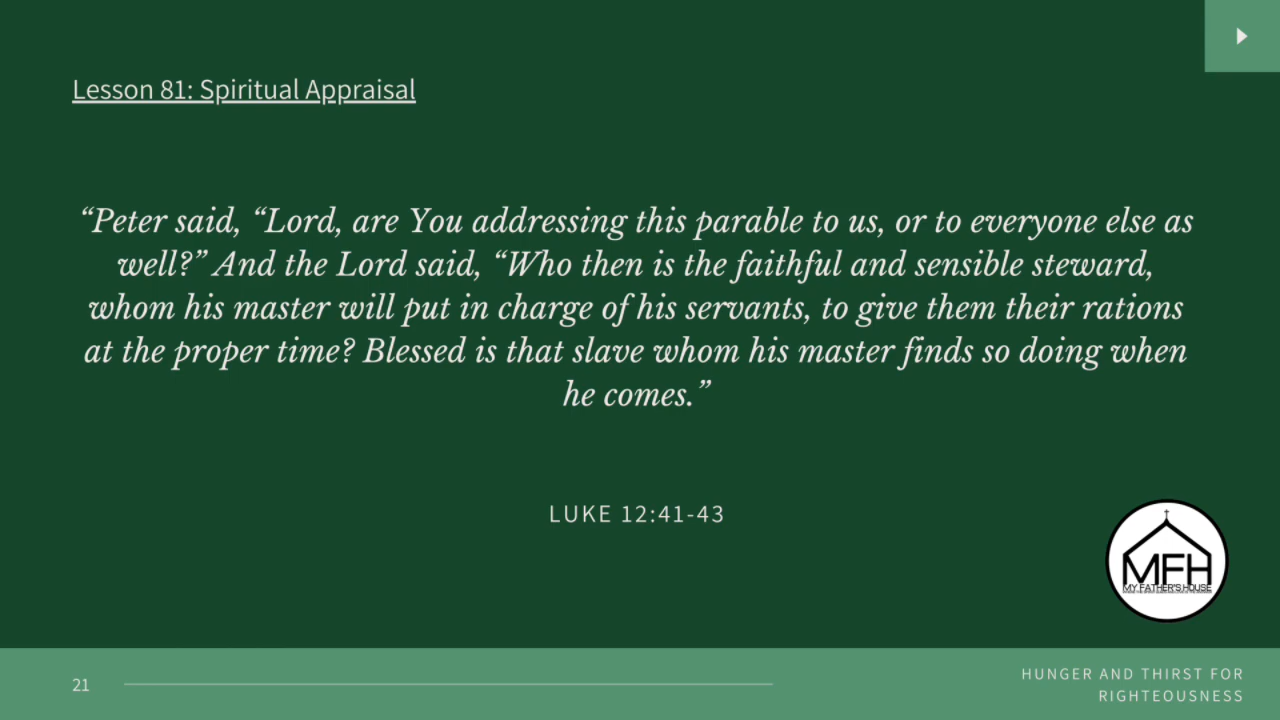 Lesson 81: Spiritual Appraisal
“Peter said, “Lord, are You addressing this parable to us, or to everyone else as
well?” And the Lord said, “Who then is the faithful and sensible steward,
whom his master will put in charge of his servants, to give them their rations
at the proper time? Blessed is that slave whom his master finds so doing when
he comes.”
LUKE 12:41-43
MFH
MY FATHER'S HOUSE
21
HUNGER AND THIRST FOR
RIGHTEOUSNESS